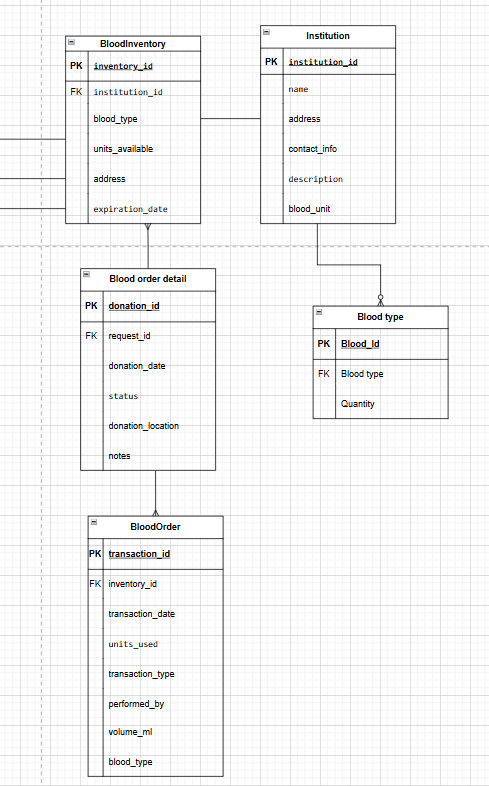 BloodInventory
PK inventory_id
FK institution_id
blood_type
units_available
address
expiration_date
Institution
PK institution_id
name
address
contact_info
description
blood_unit
Blood order detail
PK donation_id
FK request_id
donation_date
status
donation_location
notes
Blood type
PK Blood_Id
FK Blood type
Quantity
BloodOrder
PK transaction_id
FK inventory_id
transaction_date
units_used
transaction_type
performed_by
volume_ml
blood_type